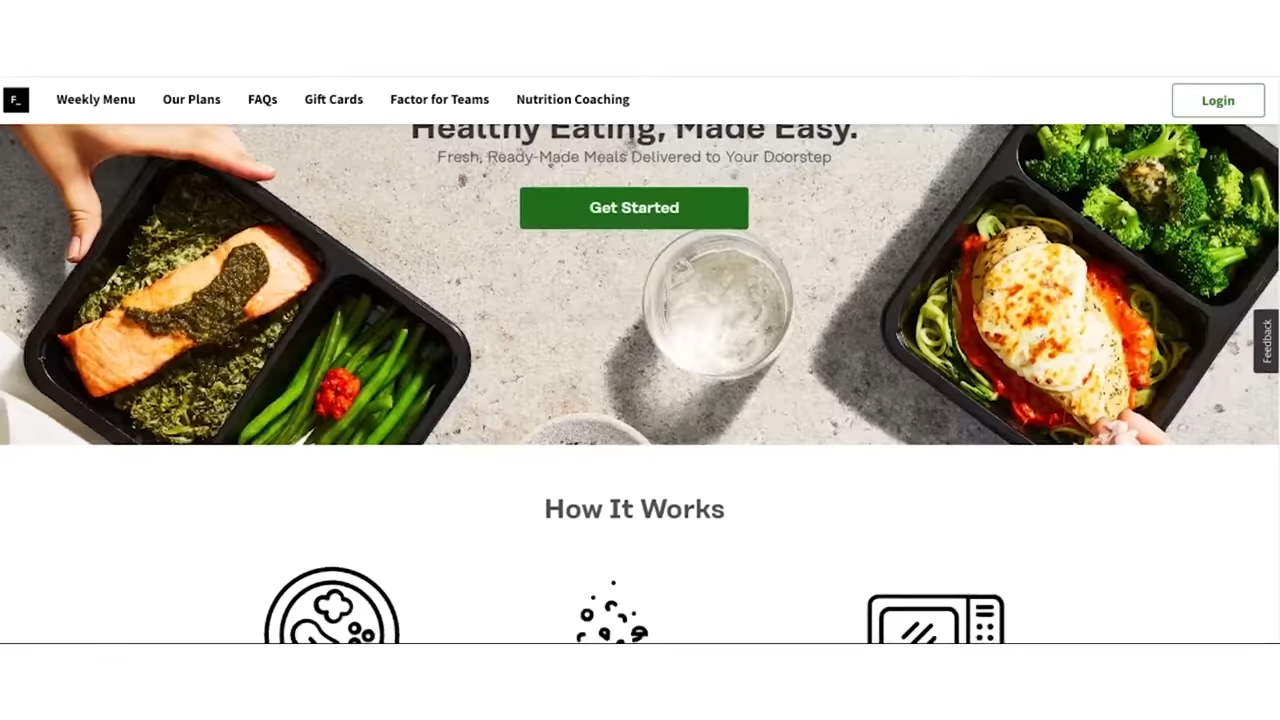 F_
Weekly Menu
Our Plans
FAQs
Gift Cards
Factor for Teams
Nutrition Coaching
Login
Healthy Eating, Made Easy.
Fresh, Ready-Made Meals Delivered to Your Doorstep
Get Started
Feedback
How It Works